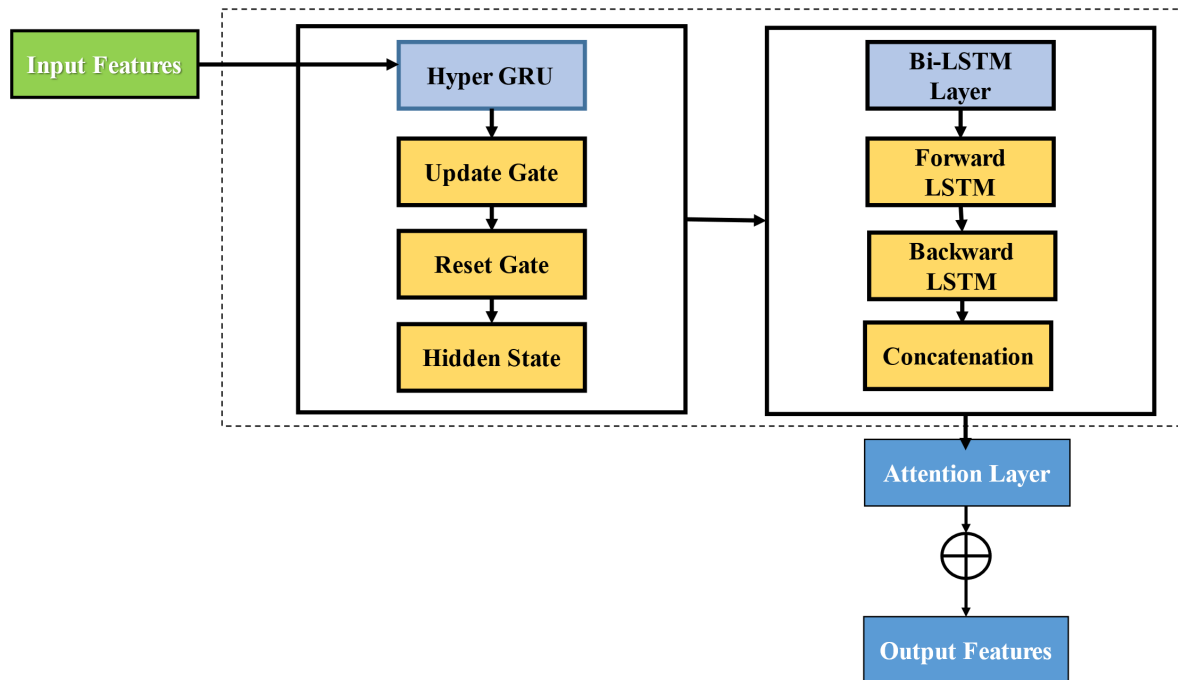 Input Features
Hyper GRU
Update Gate
Reset Gate
Hidden State
Bi-LSTM
Layer
Forward
LSTM
Backward
LSTM
Concatenation
Attention Layer
Output Features